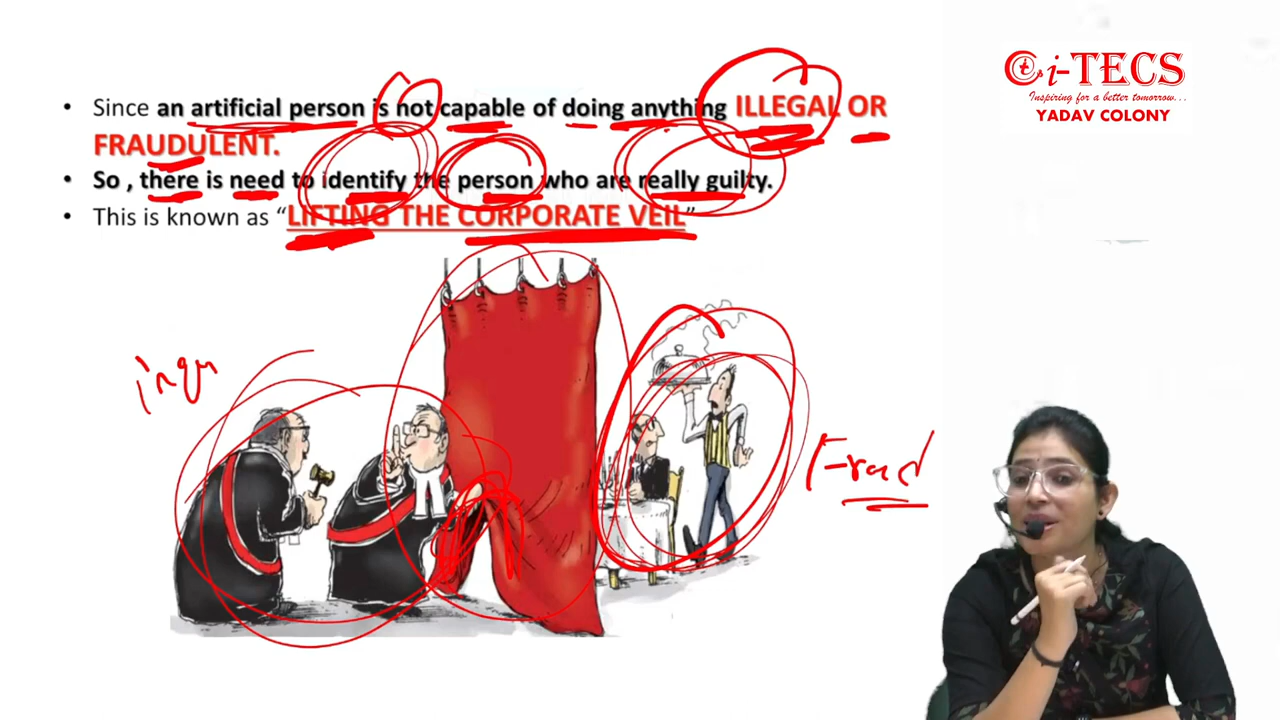 • Since an artificial person is not capable of doing anything ILLEGAL OR
FRAUDULENT.
• So , there is need to identify the person who are really guilty.
• This is known as “LIFTING THE CORPORATE VEIL”
i-TECS
Inspiring for a better tomorrow...
YADAV COLONY
Fraud